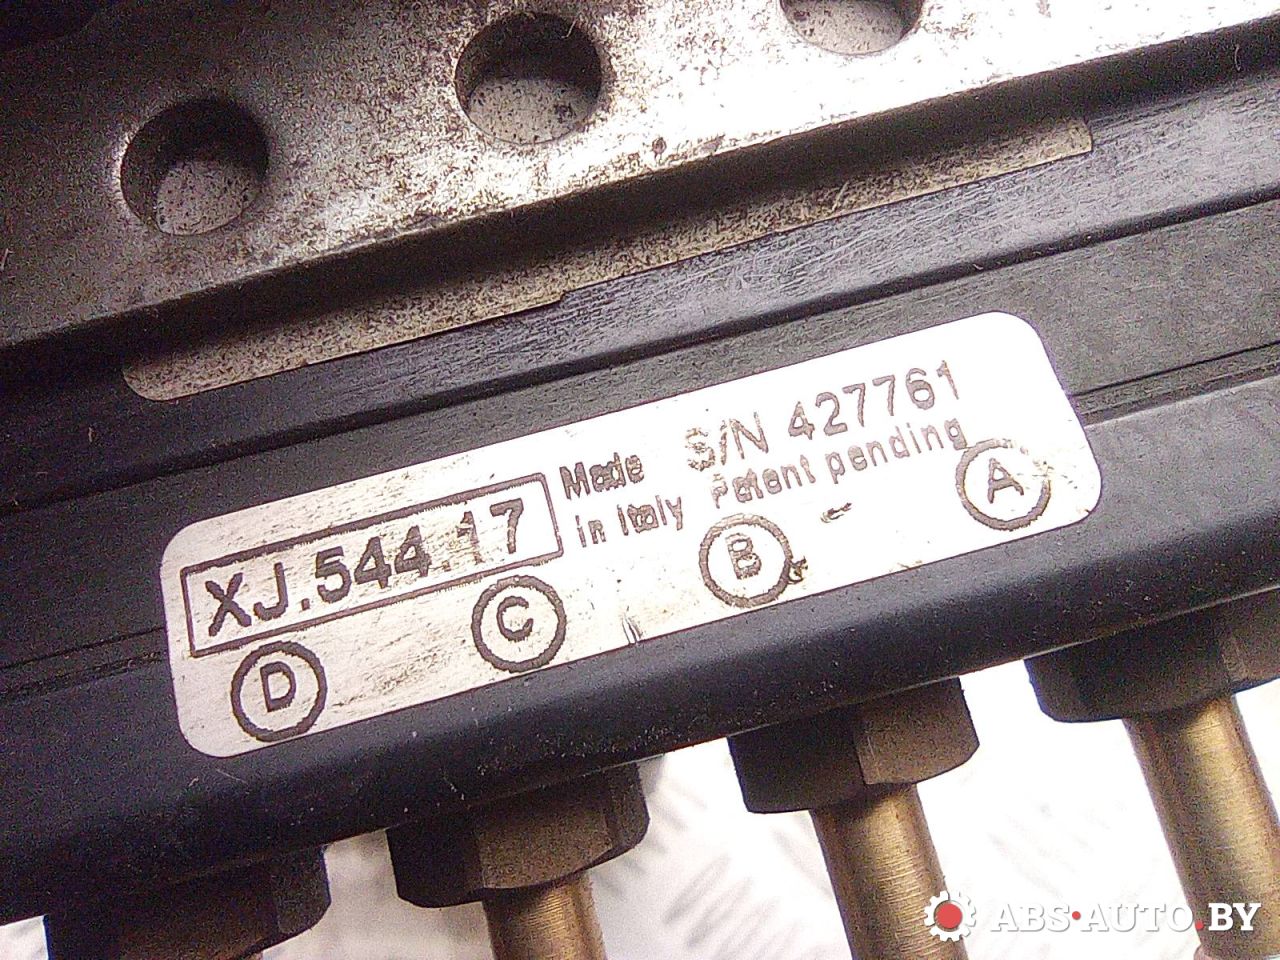 S/N 427761
Made
in Italy
Patent pending
XJ.544.17
D
C
B
A
ABS•AUTO.BY